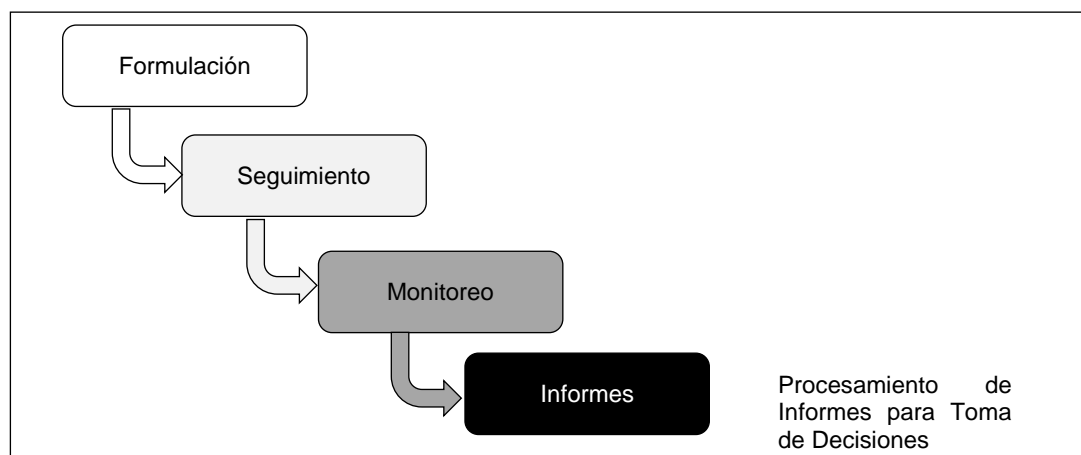 Formulación
Seguimiento
Monitoreo
Informes
Procesamiento de
Informes para Toma
de Decisiones